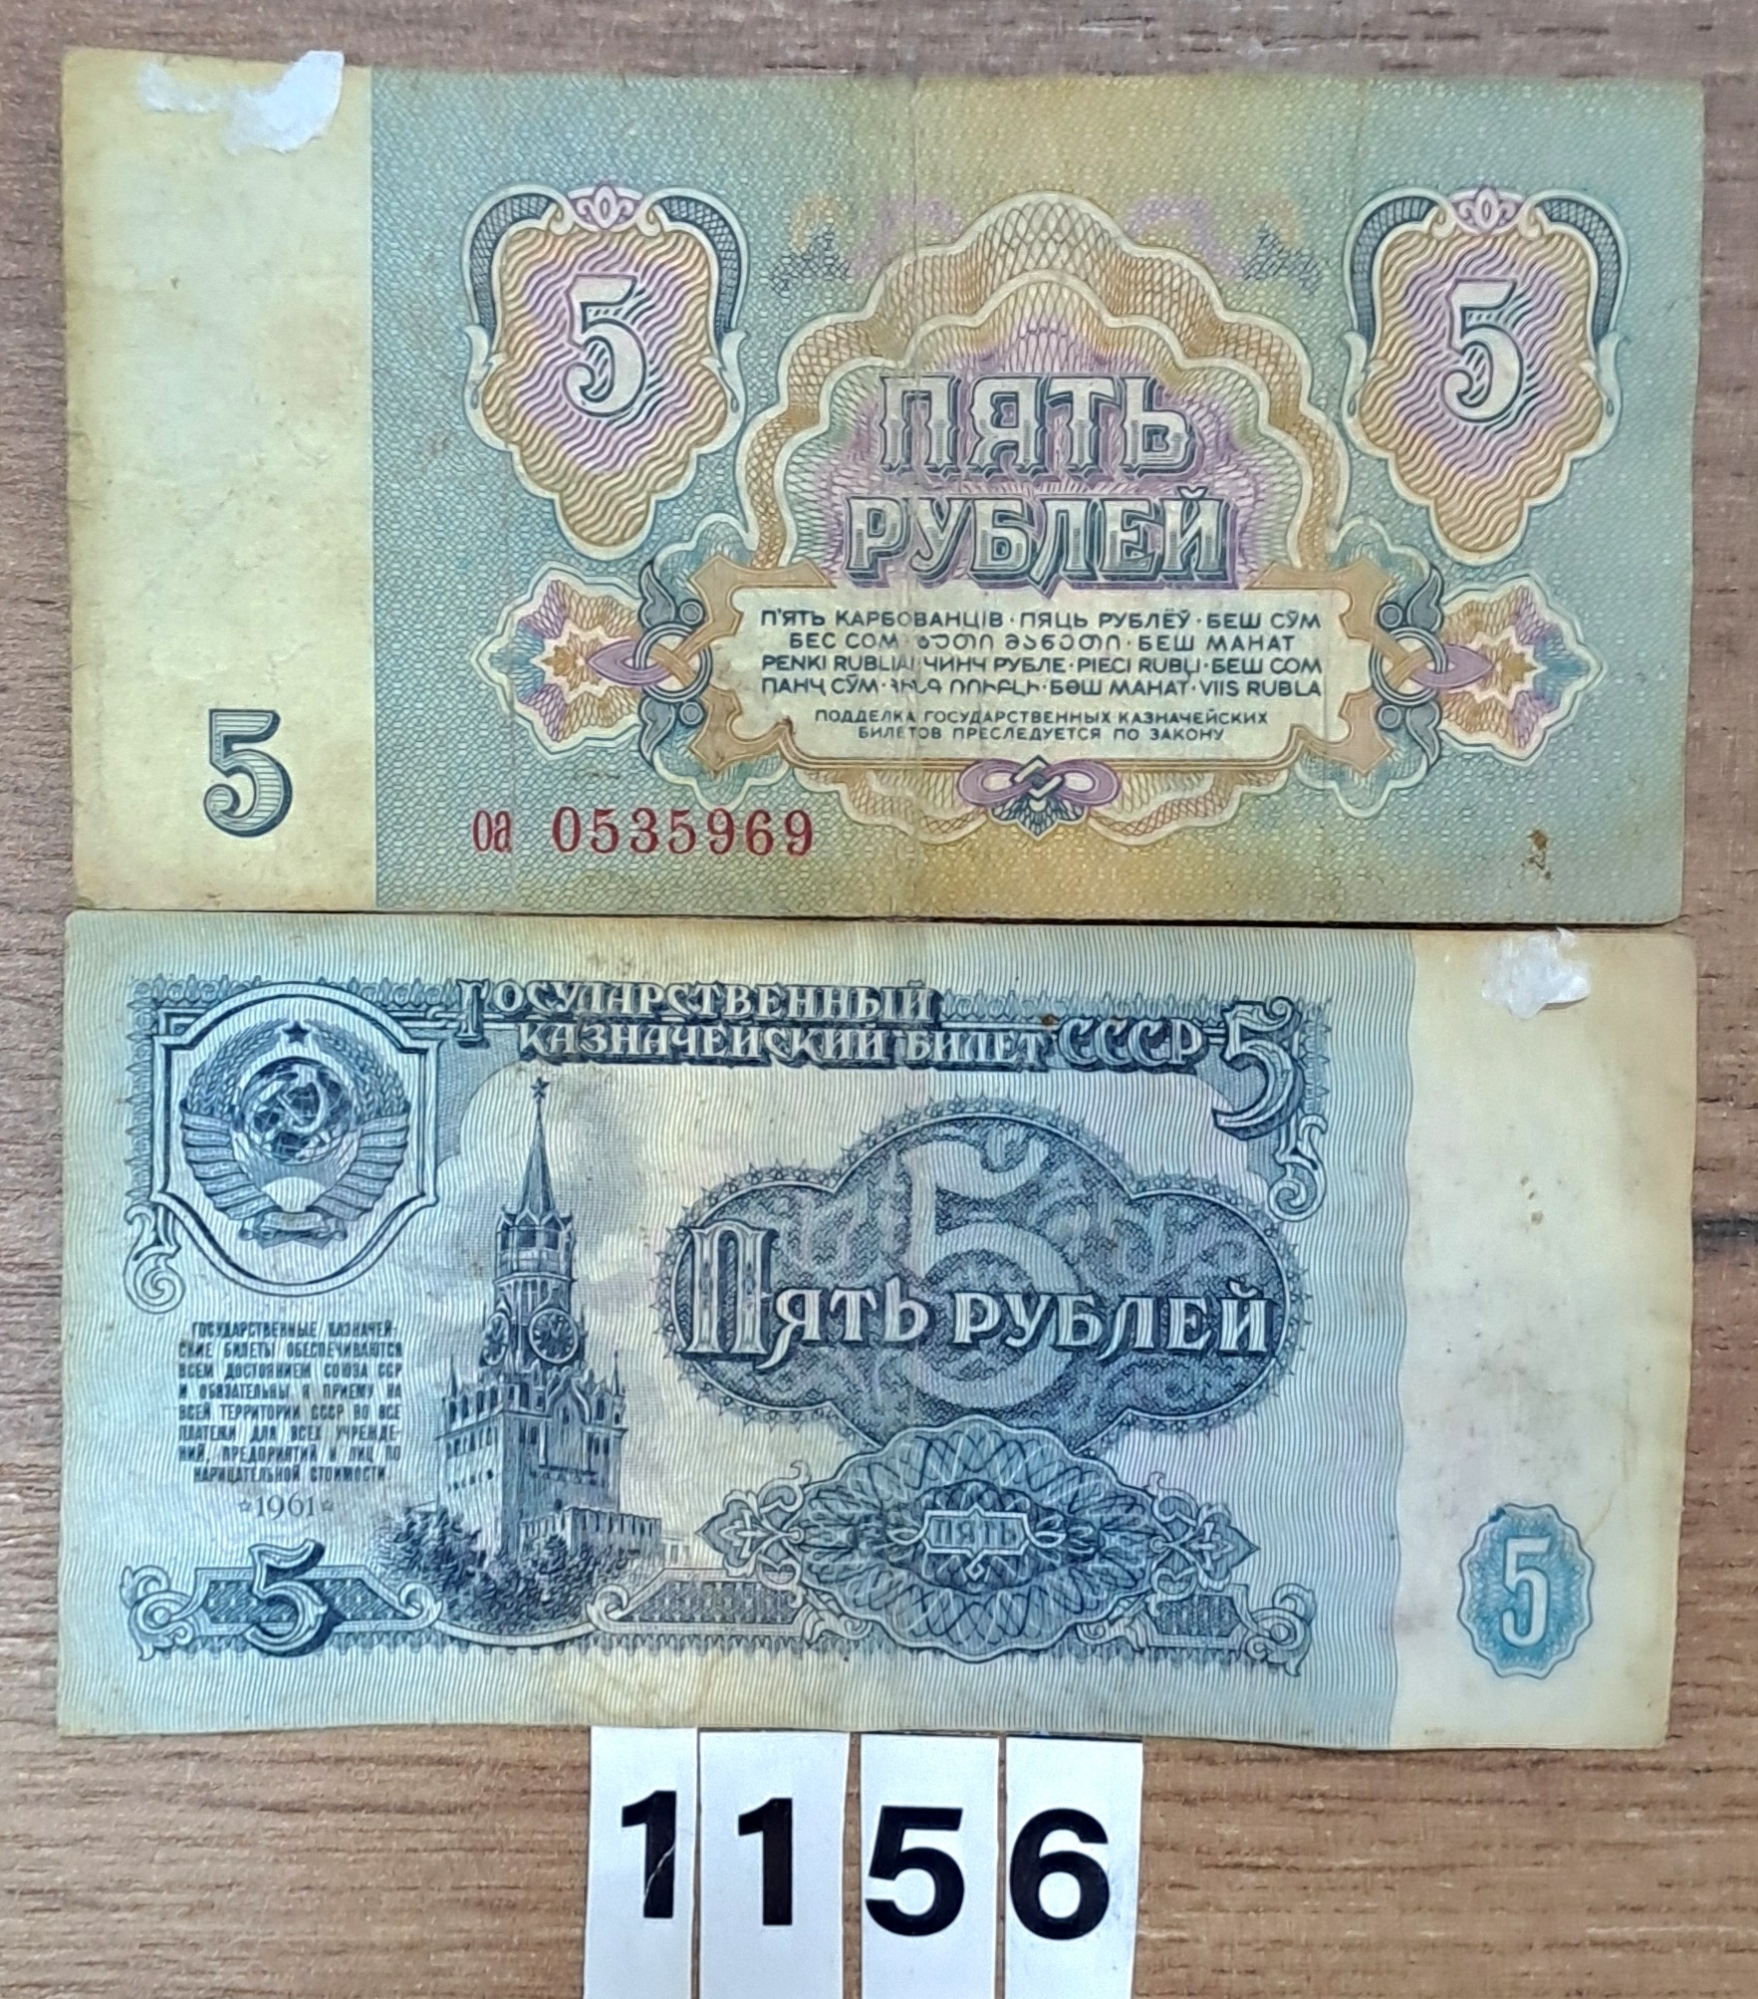 5
5
ПЯТЬ
РУБЛЕЙ
П'ЯТЬ КАРБОВАНЦІВ · ПЯЦЬ РУБЛЁЎ · БЕШ СЎМ
БЕС СОМ · ᲮᲣᲗᲘ ᲛᲐᲜᲔᲗᲘ · БЕШ МАНАТ
PENKI RUBLIAI · ЧИНЧ РУБЛЕ · PIECI RUBĻI · БЕШ СОМ
ПАНҶ СӮМ · ՀԻՆԳ ՌՈՒԲԼԻ · БӘШ МАНАТ · VIIS RUBLA
ПОДДЕЛКА ГОСУДАРСТВЕННЫХ КАЗНАЧЕЙСКИХ
БИЛЕТОВ ПРЕСЛЕДУЕТСЯ ПО ЗАКОНУ
5
оа 0535969
ГОСУДАРСТВЕННЫЙ
КАЗНАЧЕЙСКИЙ БИЛЕТ СССР 5
5
ПЯТЬ РУБЛЕЙ
ГОСУДАРСТВЕННЫЕ КАЗНАЧЕЙ-
СКИЕ БИЛЕТЫ ОБЕСПЕЧИВАЮТСЯ
ВСЕМ ДОСТОЯНИЕМ СОЮЗА ССР
И ОБЯЗАТЕЛЬНЫ К ПРИЕМУ НА
ВСЕЙ ТЕРРИТОРИИ СССР ВО ВСЕ
ПЛАТЕЖИ ДЛЯ ВСЕХ УЧРЕЖДЕ-
НИЙ, ПРЕДПРИЯТИЙ И ЛИЦ ПО
НАРИЦАТЕЛЬНОЙ СТОИМОСТИ
☆1961☆
ПЯТЬ
5
5
1156